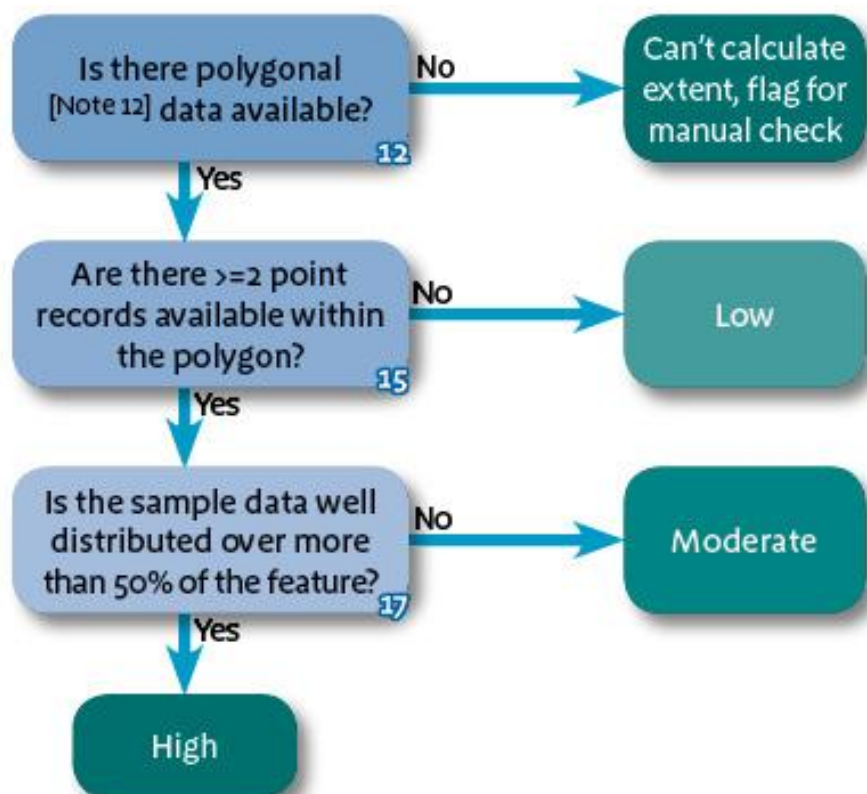 Is there polygonal
[Note 12] data available?
12
No
Can't calculate
extent, flag for
manual check
Yes
Are there >=2 point
records available within
the polygon?
15
No
Low
Yes
Is the sample data well
distributed over more
than 50% of the feature?
17
No
Moderate
Yes
High